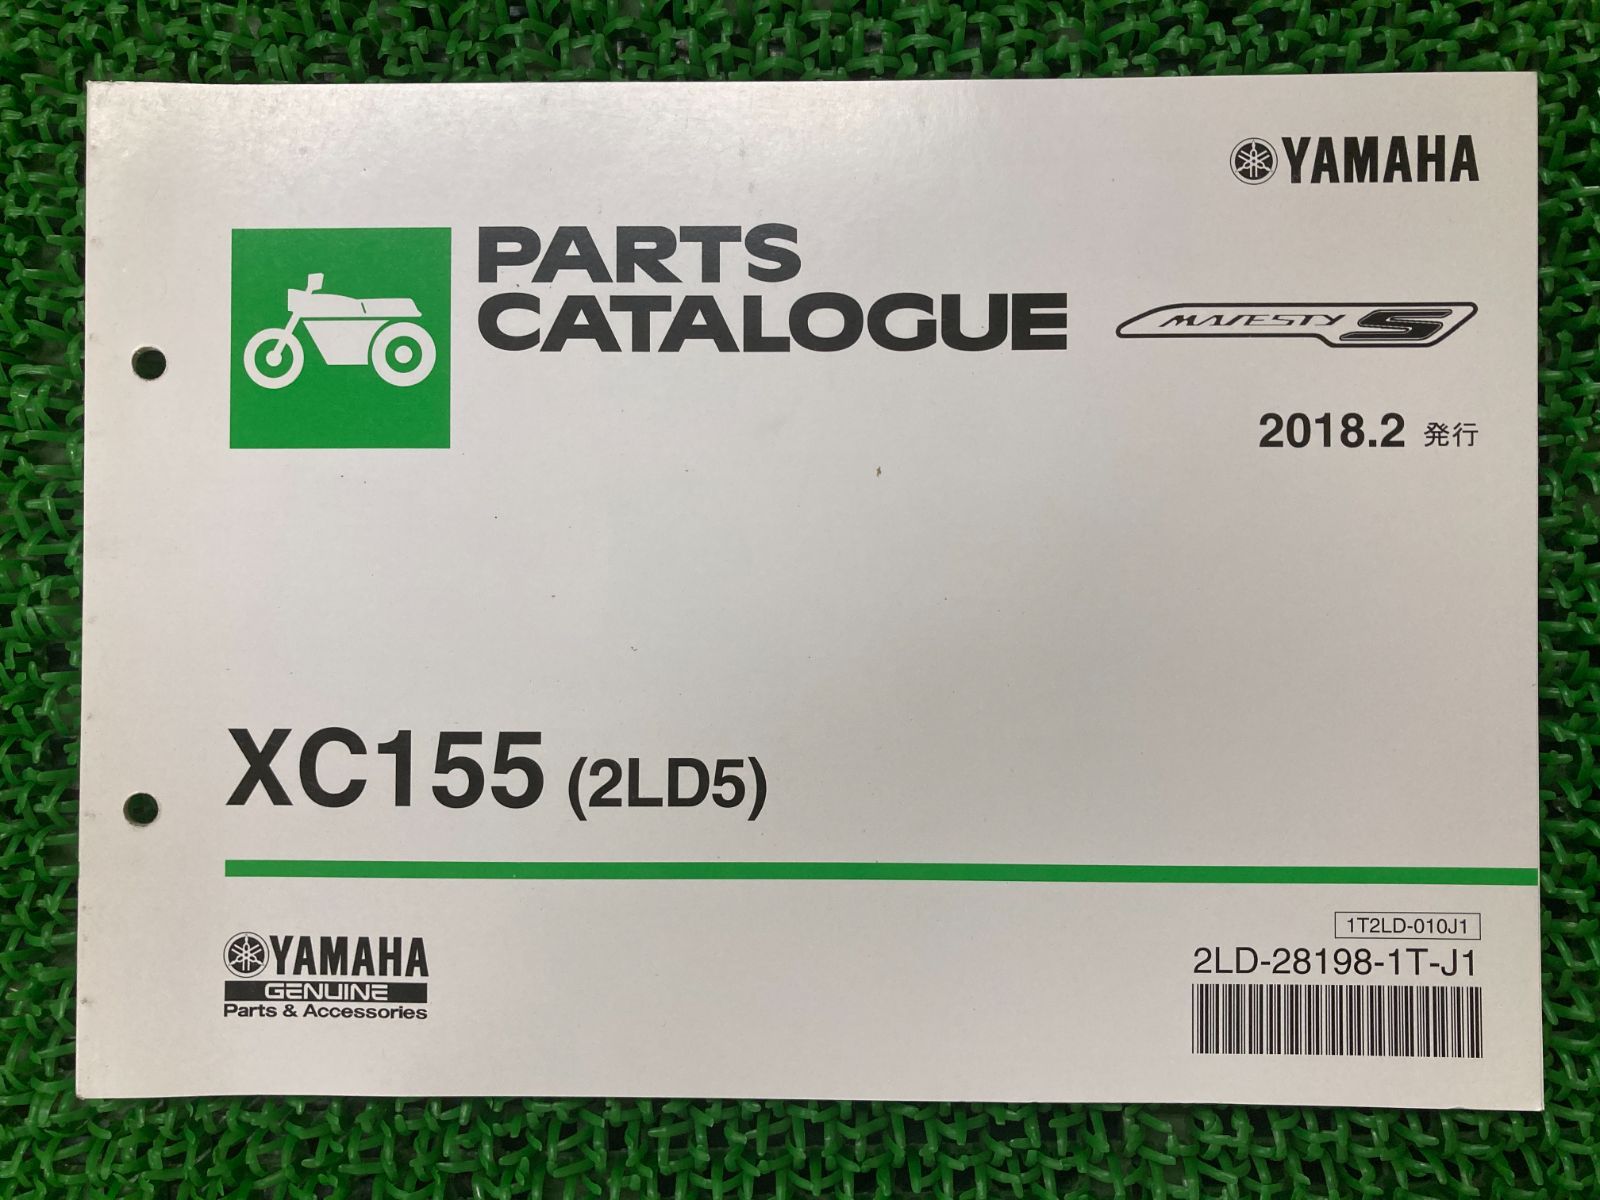 YAMAHA
PARTS
CATALOGUE
MAJESTY S
2018.2 発行
XC155 (2LD5)
YAMAHA
GENUINE
Parts & Accessories
1T2LD-010J1
2LD-28198-1T-J1